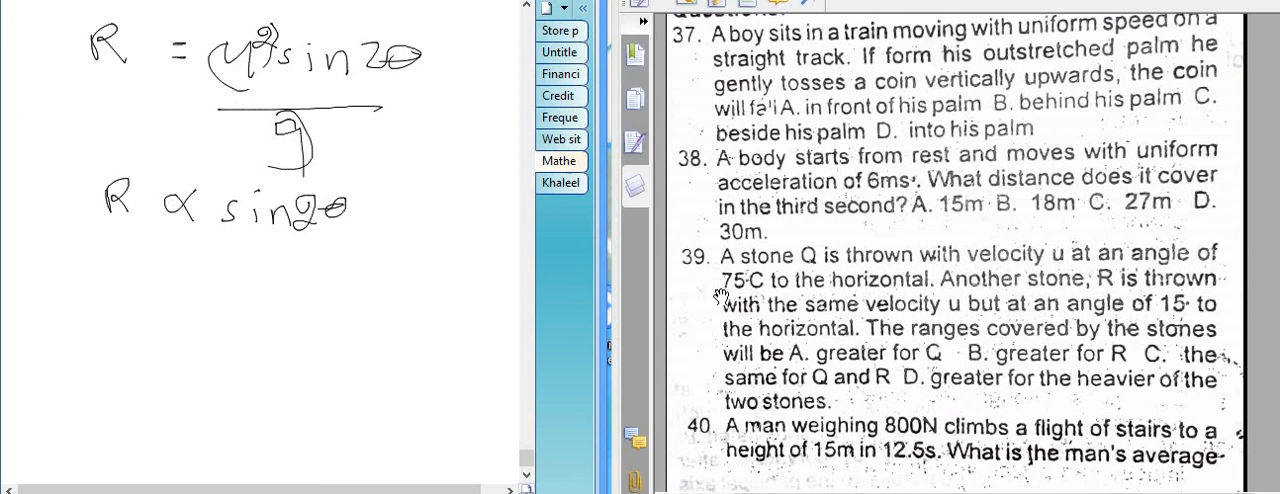 R = u²sin2θ
g
R ∝ sin2θ
Store p
Untitle
Financi
Credit
Freque
Web sit
Mathe
Khaleel
37. A boy sits in a train moving with uniform speed on a
straight track. If form his outstretched palm he
gently tosses a coin vertically upwards, the coin
will fa'l A. in front of his palm B. behind his palm C.
beside his palm D. into his palm
38. A body starts from rest and moves with uniform
acceleration of 6ms. What distance does it cover
in the third second? A. 15m B. 18m C. 27m D.
30m.
39. A stone Q is thrown with velocity u at an angle of
75·C to the horizontal. Another stone, R is thrown
with the same velocity u but at an angle of 15· to
the horizontal. The ranges covered by the stones
will be A. greater for Q B. greater for R C. the
same for Q and R D. greater for the heavier of the
two stones.
40. A man weighing 800N climbs a flight of stairs to a
height of 15m in 12.5s. What is the man's average